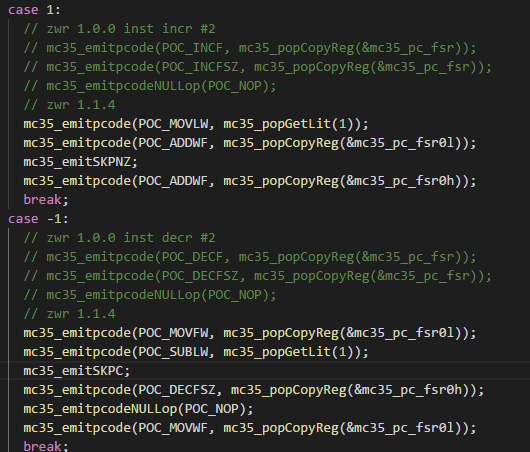 case 1:
// zwr 1.0.0 inst incr #2
// mc35_emitpcode(POC_INCF, mc35_popCopyReg(&mc35_pc_fsr));
// mc35_emitpcode(POC_INCFSZ, mc35_popCopyReg(&mc35_pc_fsr));
// mc35_emitpcodeNULLop(POC_NOP);
// zwr 1.1.4
mc35_emitpcode(POC_MOVLW, mc35_popGetLit(1));
mc35_emitpcode(POC_ADDWF, mc35_popCopyReg(&mc35_pc_fsr0l));
mc35_emitSKPNZ;
mc35_emitpcode(POC_ADDWF, mc35_popCopyReg(&mc35_pc_fsr0h));
break;
case -1:
// zwr 1.0.0 inst decr #2
// mc35_emitpcode(POC_DECF, mc35_popCopyReg(&mc35_pc_fsr));
// mc35_emitpcode(POC_DECFSZ, mc35_popCopyReg(&mc35_pc_fsr));
// mc35_emitpcodeNULLop(POC_NOP);
// zwr 1.1.4
mc35_emitpcode(POC_MOVFW, mc35_popCopyReg(&mc35_pc_fsr0l));
mc35_emitpcode(POC_SUBLW, mc35_popGetLit(1));
mc35_emitSKPC;
mc35_emitpcode(POC_DECFSZ, mc35_popCopyReg(&mc35_pc_fsr0h));
mc35_emitpcodeNULLop(POC_NOP);
mc35_emitpcode(POC_MOVWF, mc35_popCopyReg(&mc35_pc_fsr0l));
break;